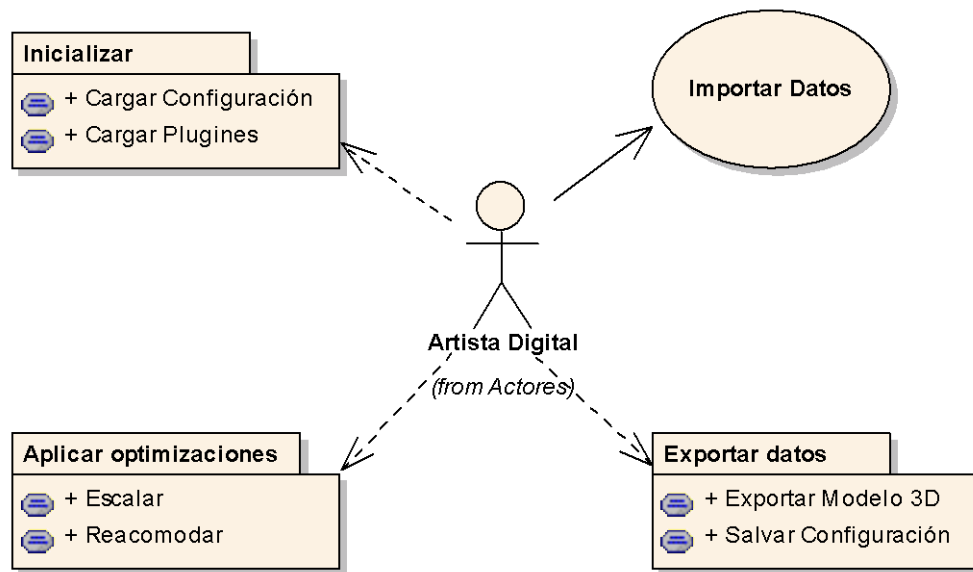 Inicializar
+ Cargar Configuración
+ Cargar Plugines
Importar Datos
Artista Digital
(from Actores)
Aplicar optimizaciones
+ Escalar
+ Reacomodar
Exportar datos
+ Exportar Modelo 3D
+ Salvar Configuración